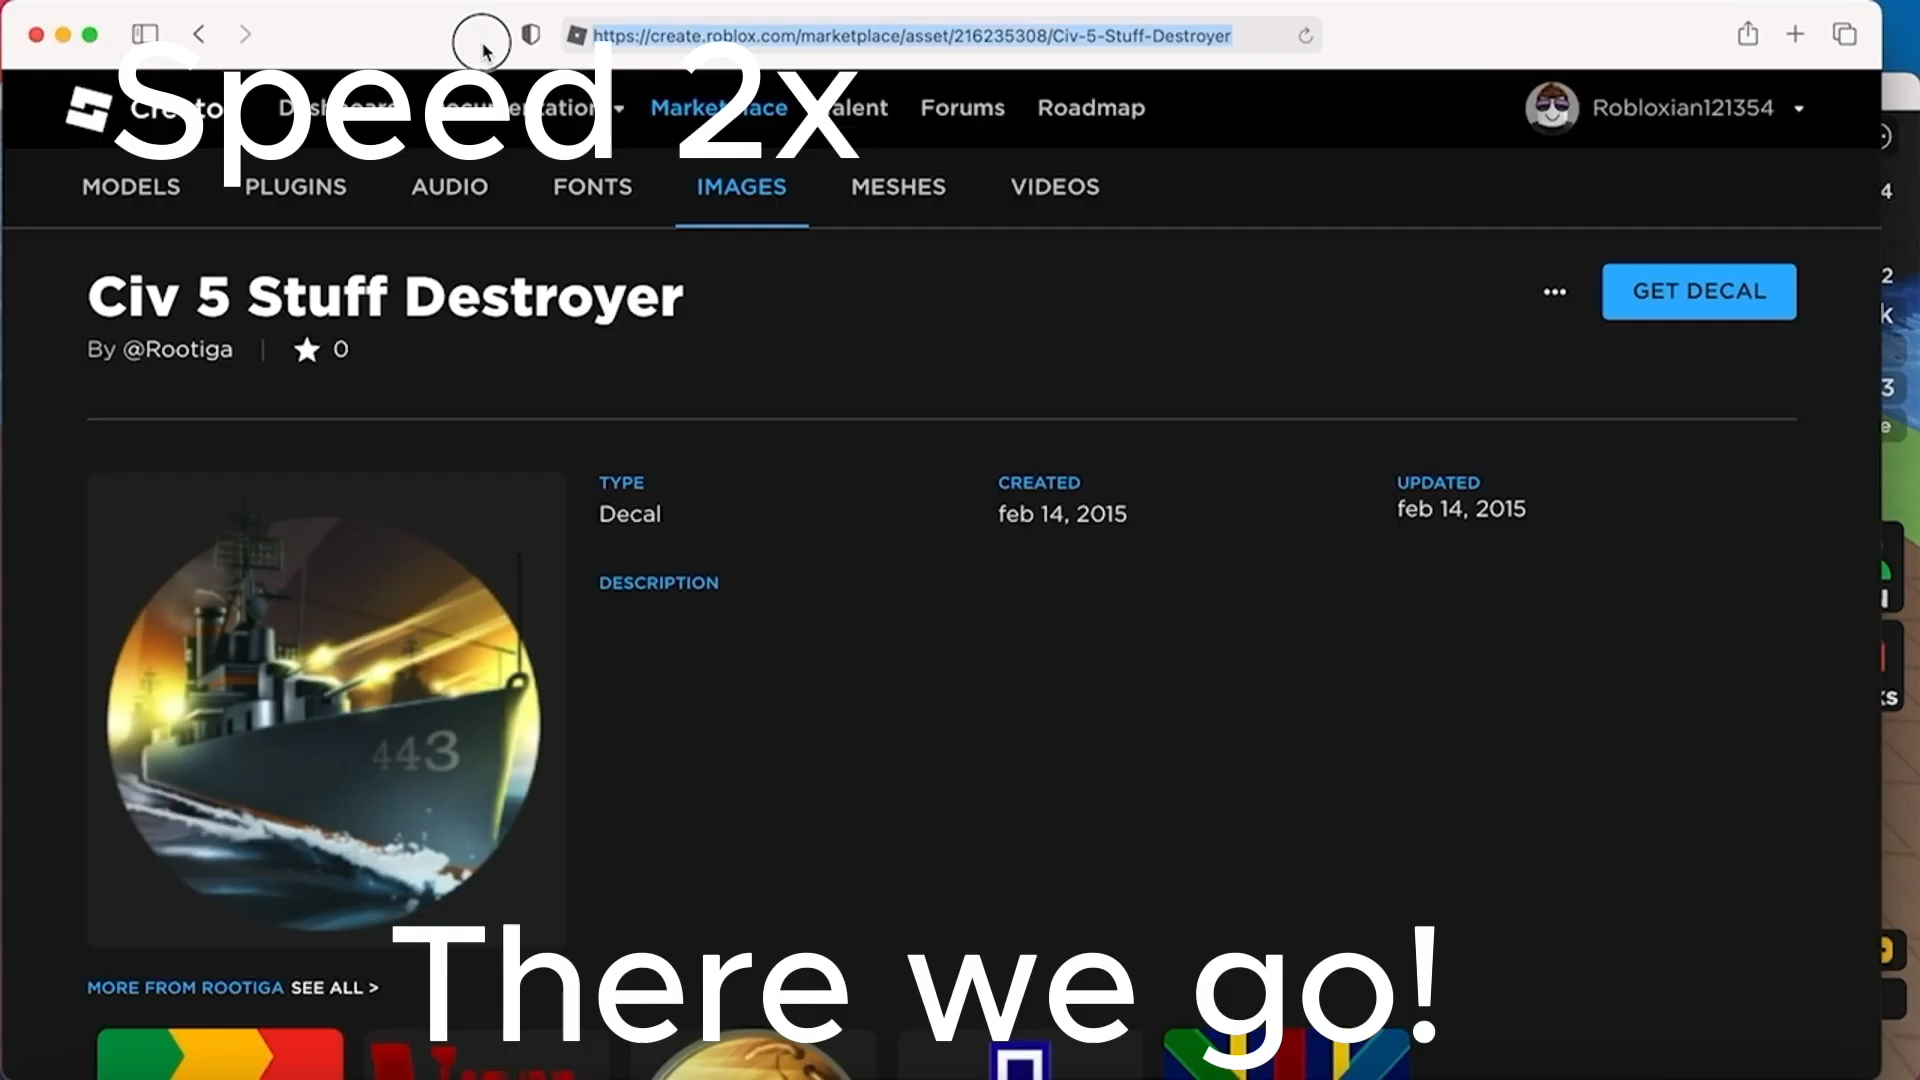 https://create.roblox.com/marketplace/asset/216235308/Civ-5-Stuff-Destroyer
Speed 2x
Forums
Roadmap
Robloxian121354
MODELS
PLUGINS
AUDIO
FONTS
IMAGES
MESHES
VIDEOS
Civ 5 Stuff Destroyer
GET DECAL
By @Rootiga
0
TYPE
CREATED
UPDATED
Decal
feb 14, 2015
feb 14, 2015
DESCRIPTION
443
There we go!
MORE FROM ROOTIGA SEE ALL >